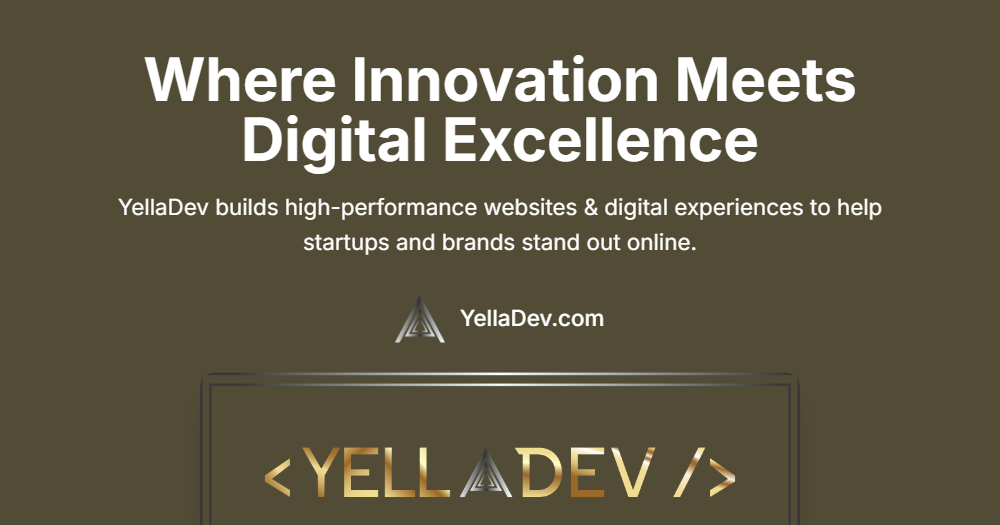 Where Innovation Meets
Digital Excellence
YellaDev builds high-performance websites & digital experiences to help
startups and brands stand out online.
YellaDev.com
<YELLADEV />